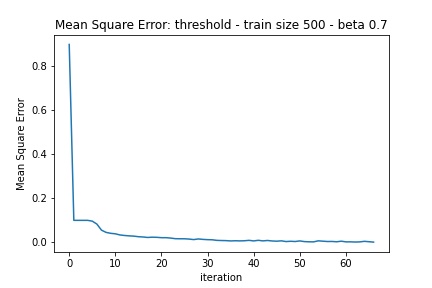 Mean Square Error: threshold - train size 500 - beta 0.7
0.8
0.6
0.4
0.2
0.0
Mean Square Error
0 10 20 30 40 50 60
iteration